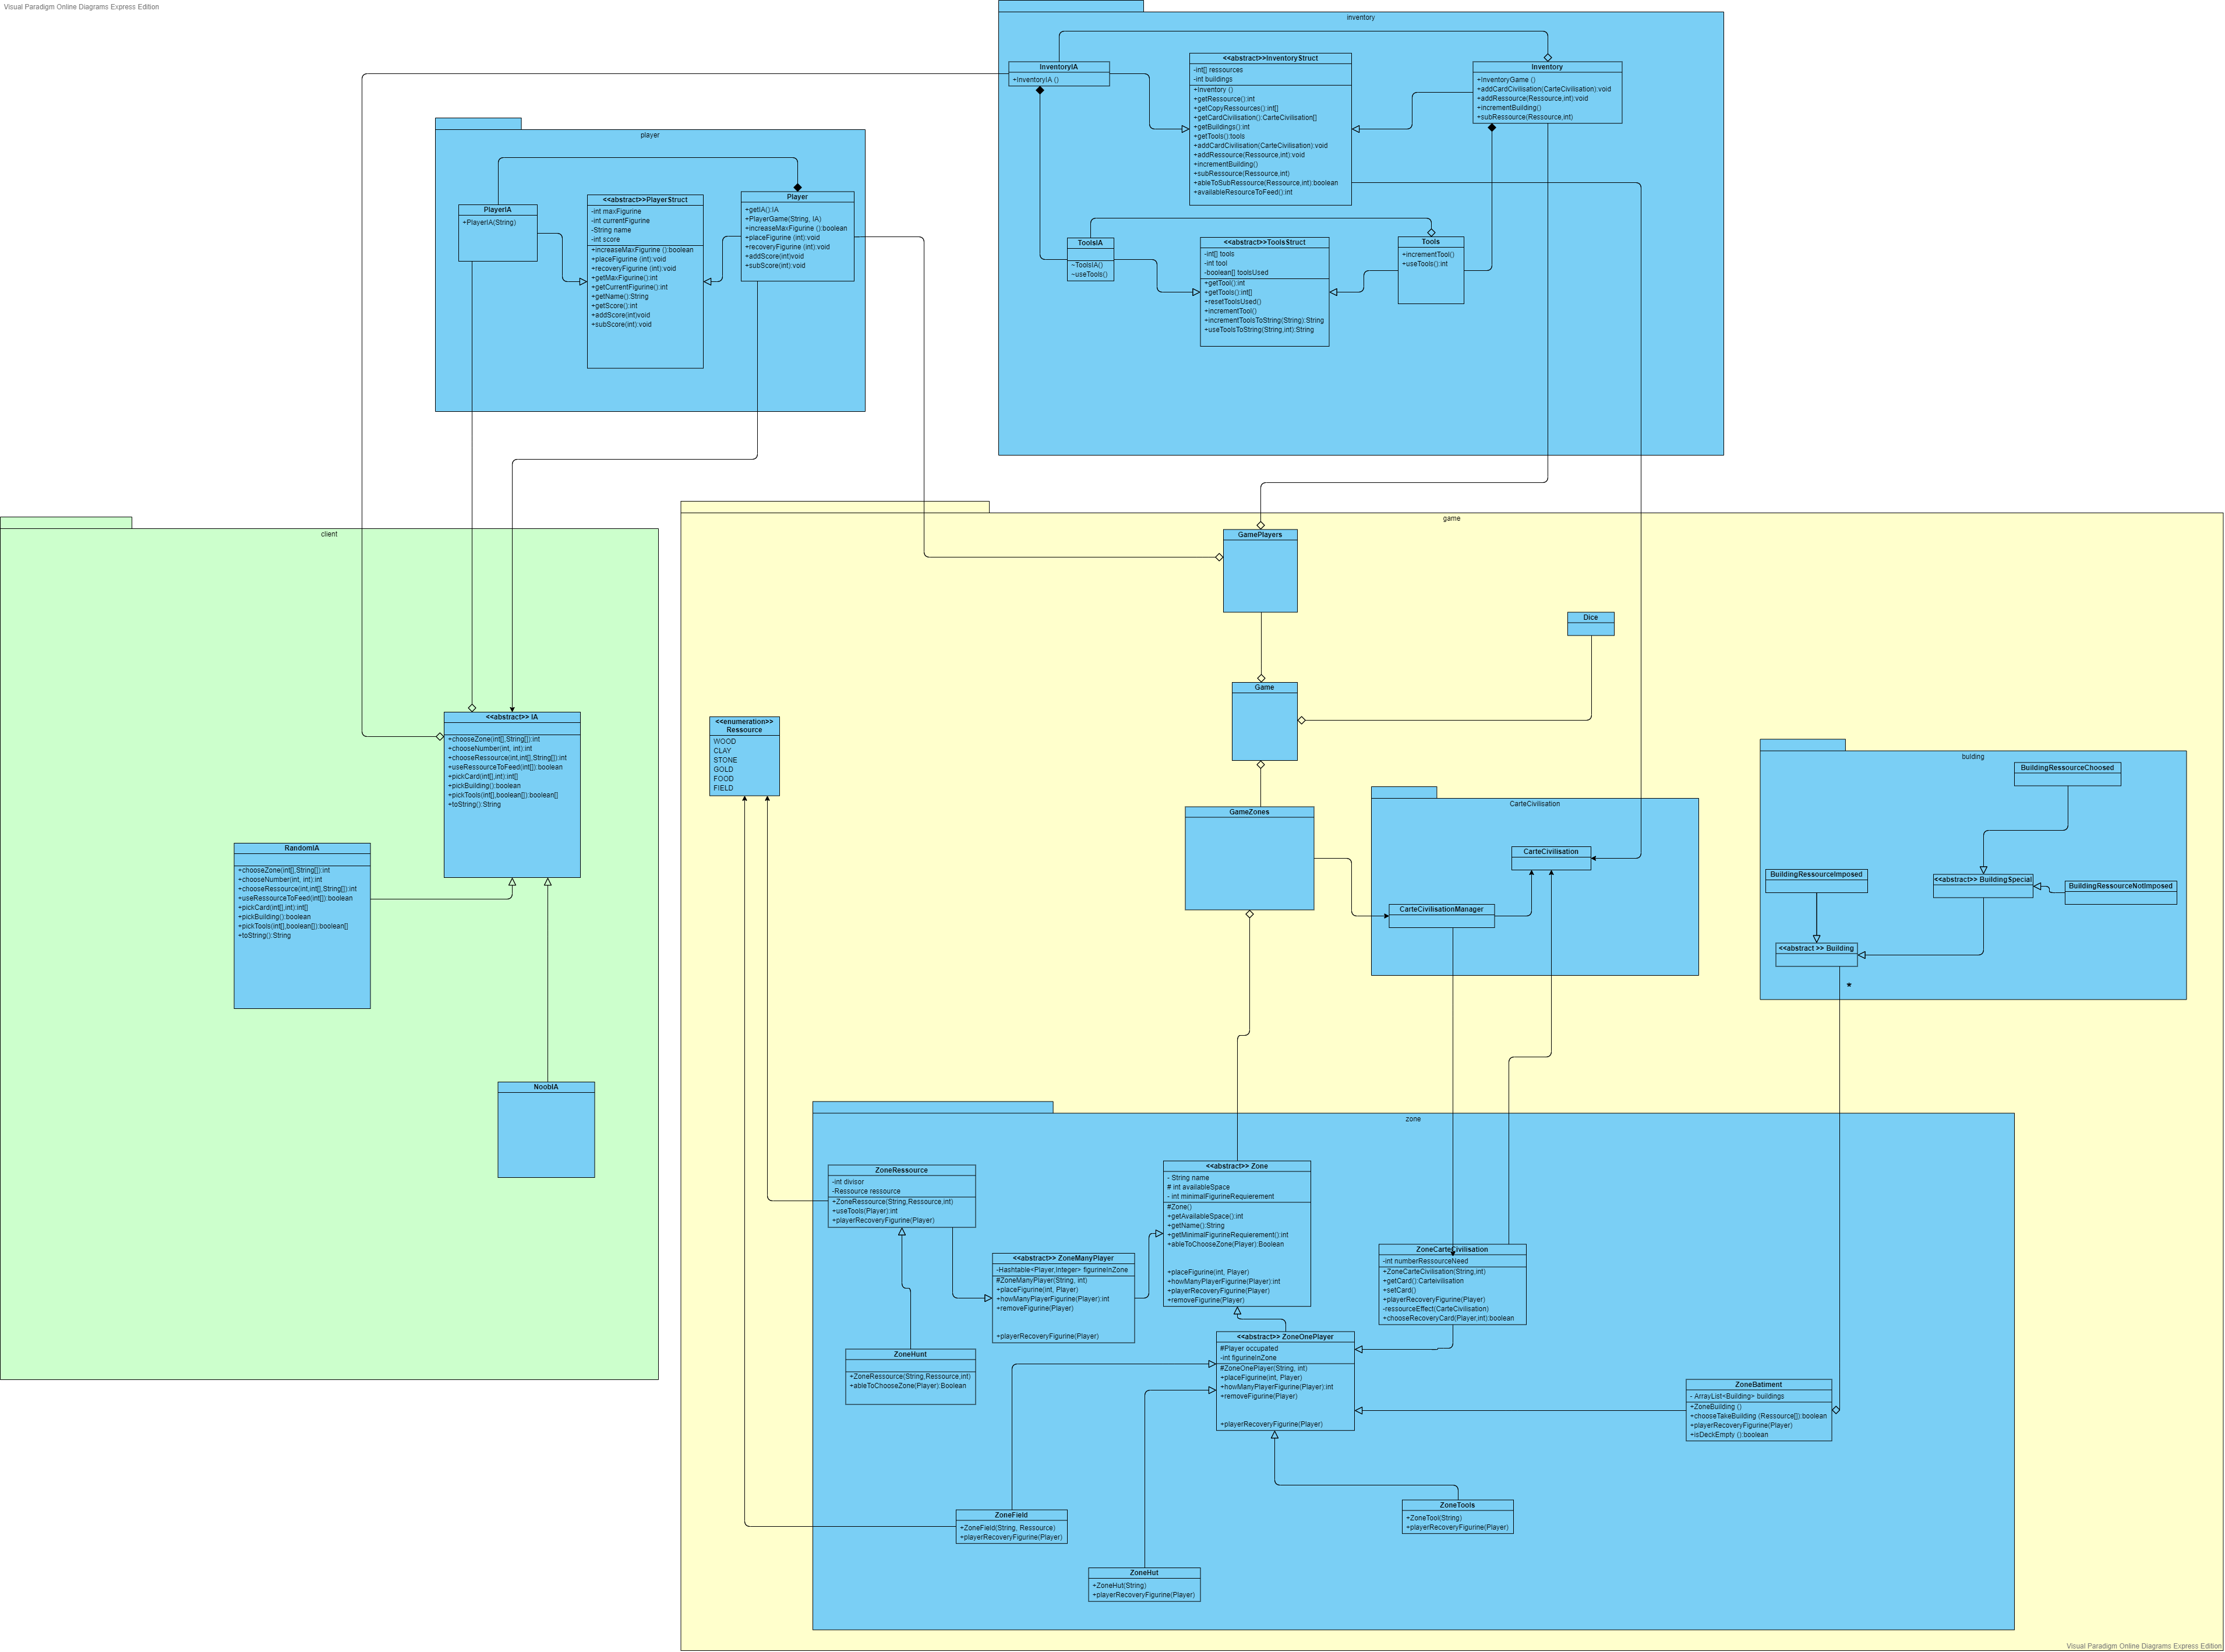 Visual Paradigm Online Diagrams Express Edition
inventory
InventoryIA
+InventoryIA ()
<<abstract>>InventoryStruct
-int[] ressources
-int buildings
+Inventory ()
+getRessource():int
+getCopyRessources():int[]
+getCardCivilisation():CarteCivilisation[]
+getBuildings():int
+getTools():tools
+addCardCivilisation(CarteCivilisation):void
+addRessource(Ressource,int):void
+incrementBuilding()
+subRessource(Ressource,int)
+ableToSubRessource(Ressource,int):boolean
+availableResourceToFeed():int
Inventory
+InventoryGame ()
+addCardCivilisation(CarteCivilisation):void
+addRessource(Ressource,int):void
+incrementBuilding()
+subRessource(Ressource,int)
ToolsIA
~ToolsIA()
~useTools()
<<abstract>>ToolsStruct
-int[] tools
-int tool
-boolean[] toolsUsed
+getTool():int
+getTools():int[]
+resetToolsUsed()
+incrementTool()
+incrementToolsToString(String):String
+useToolsToString(String,int):String
Tools
+incrementTool()
+useTools():int
player
PlayerIA
+PlayerIA(String)
<<abstract>>PlayerStruct
-int maxFigurine
-int currentFigurine
-String name
-int score
+increaseMaxFigurine ():boolean
+placeFigurine (int):void
+recoveryFigurine (int):void
+getMaxFigurine():int
+getCurrentFigurine():int
+getName():String
+getScore():int
+addScore(int)void
+subScore(int):void
Player
+getIA():IA
+PlayerGame(String, IA)
+increaseMaxFigurine ():boolean
+placeFigurine (int):void
+recoveryFigurine (int):void
+addScore(int)void
+subScore(int):void
client
<<abstract>> IA
+chooseZone(int[],String[]):int
+chooseNumber(int, int):int
+chooseRessource(int,int[],String[]):int
+useRessourceToFeed(int[]):boolean
+pickCard(int[],int):int[]
+pickBuilding():boolean
+pickTools(int[],boolean[]):boolean[]
+toString():String
RandomIA
+chooseZone(int[],String[]):int
+chooseNumber(int, int):int
+chooseRessource(int,int[],String[]):int
+useRessourceToFeed(int[]):boolean
+pickCard(int[],int):int[]
+pickBuilding():boolean
+pickTools(int[],boolean[]):boolean[]
+toString():String
NoobIA
game
GamePlayers
Dice
Game
<<enumeration>>
Ressource
WOOD
CLAY
STONE
GOLD
FOOD
FIELD
GameZones
CarteCivilisation
CarteCivilisation
CarteCivilisationManager
bulding
BuildingRessourceChoosed
BuildingRessourceImposed
<<abstract>> BuildingSpecial
BuildingRessourceNotImposed
<<abstract >> Building
*
zone
ZoneRessource
-int divisor
-Ressource ressource
+ZoneRessource(String,Ressource,int)
+useTools(Player):int
+playerRecoveryFigurine(Player)
<<abstract>> ZoneManyPlayer
-Hashtable<Player,Integer> figurineInZone
#ZoneManyPlayer(String, int)
+placeFigurine(int, Player)
+howManyPlayerFigurine(Player):int
+removeFigurine(Player)
+playerRecoveryFigurine(Player)
<<abstract>> Zone
- String name
# int availableSpace
- int minimalFigurineRequierement
#Zone()
+getAvailableSpace():int
+getName():String
+getMinimalFigurineRequierement():int
+ableToChooseZone(Player):Boolean
+placeFigurine(int, Player)
+howManyPlayerFigurine(Player):int
+playerRecoveryFigurine(Player)
+removeFigurine(Player)
ZoneCarteCivilisation
-int numberRessourceNeed
+ZoneCarteCivilisation(String,int)
+getCard():Carteivilisation
+setCard()
+playerRecoveryFigurine(Player)
-ressourceEffect(CarteCivilisation)
+chooseRecoveryCard(Player,int):boolean
ZoneHunt
+ZoneRessource(String,Ressource,int)
+ableToChooseZone(Player):Boolean
<<abstract>> ZoneOnePlayer
#Player occupated
-int figurineInZone
#ZoneOnePlayer(String, int)
+placeFigurine(int, Player)
+howManyPlayerFigurine(Player):int
+removeFigurine(Player)
+playerRecoveryFigurine(Player)
ZoneBatiment
- ArrayList<Building> buildings
+ZoneBuilding ()
+chooseTakeBuilding (Ressource[]):boolean
+playerRecoveryFigurine(Player)
+isDeckEmpty ():boolean
ZoneField
+ZoneField(String, Ressource)
+playerRecoveryFigurine(Player)
ZoneTools
+ZoneTool(String)
+playerRecoveryFigurine(Player)
ZoneHut
+ZoneHut(String)
+playerRecoveryFigurine(Player)
Visual Paradigm Online Diagrams Express Edition